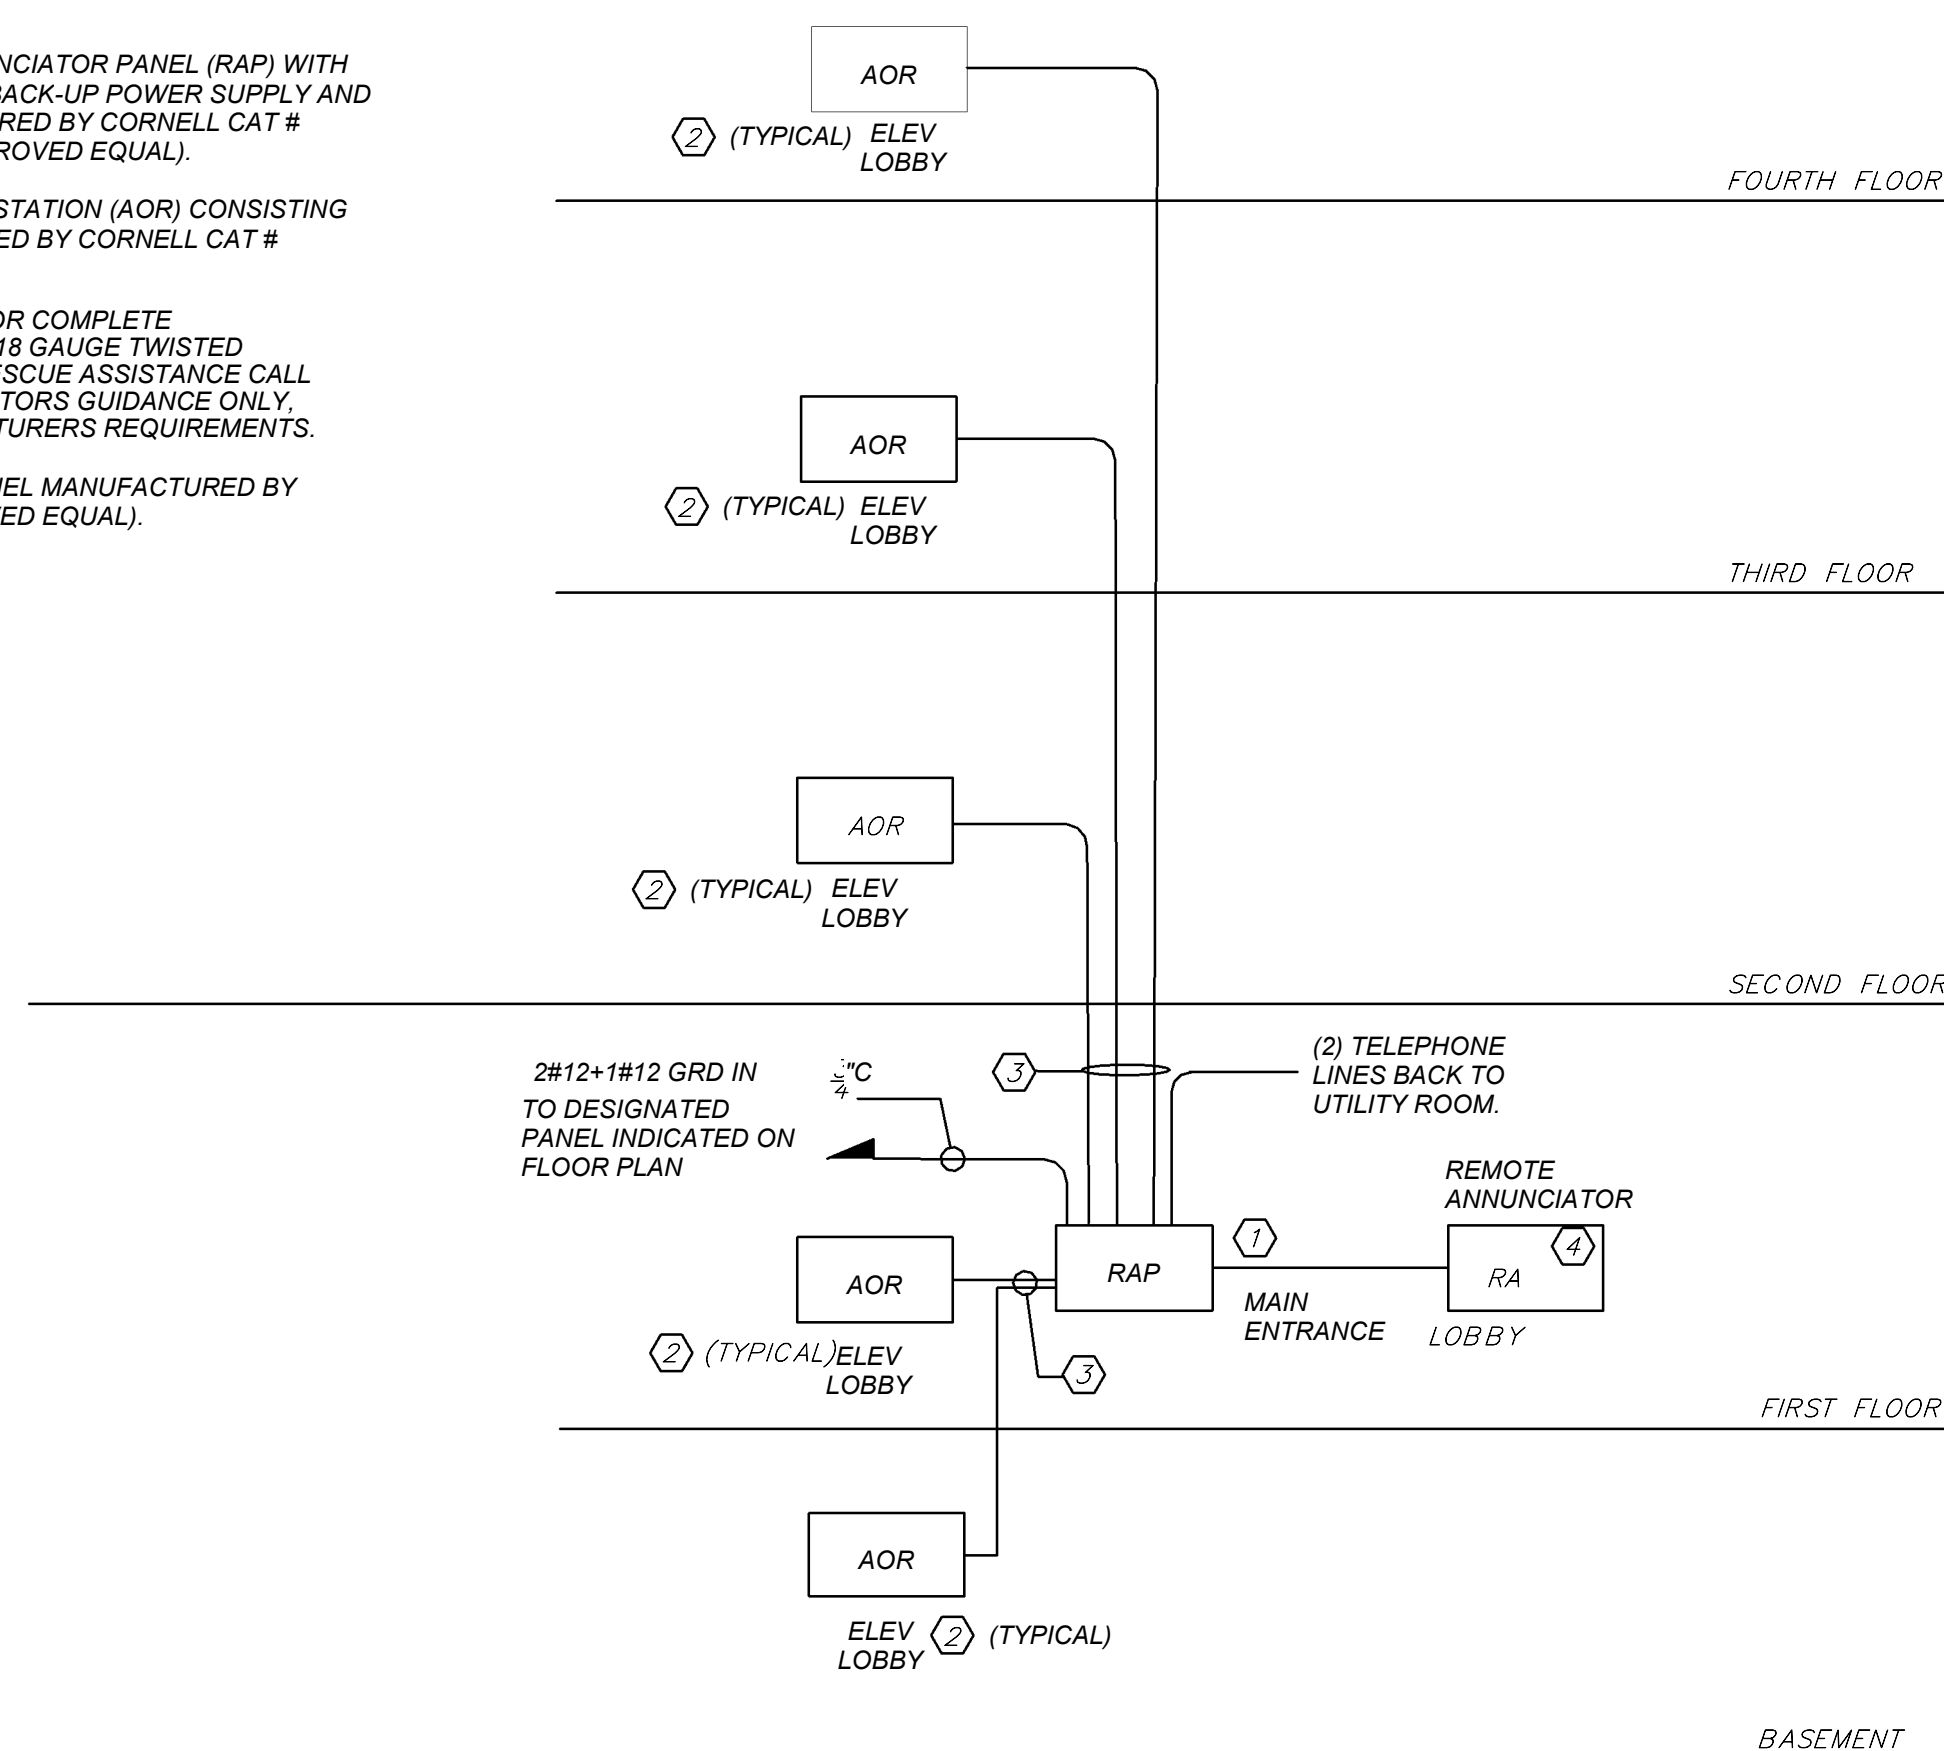 NCIATOR PANEL (RAP) WITH
BACK-UP POWER SUPPLY AND
RED BY CORNELL CAT #
ROVED EQUAL).
STATION (AOR) CONSISTING
ED BY CORNELL CAT #
OR COMPLETE
18 GAUGE TWISTED
ESCUE ASSISTANCE CALL
TORS GUIDANCE ONLY,
TURERS REQUIREMENTS.
NEL MANUFACTURED BY
ED EQUAL).
AOR
2 (TYPICAL) ELEV
LOBBY
FOURTH FLOOR
AOR
2 (TYPICAL) ELEV
LOBBY
THIRD FLOOR
AOR
2 (TYPICAL) ELEV
LOBBY
SECOND FLOOR
2#12+1#12 GRD IN 3/4"C
TO DESIGNATED
PANEL INDICATED ON
FLOOR PLAN
3
(2) TELEPHONE
LINES BACK TO
UTILITY ROOM.
REMOTE
ANNUNCIATOR
AOR
RAP
1
4
RA
MAIN
ENTRANCE
LOBBY
2 (TYPICAL) ELEV
LOBBY
3
FIRST FLOOR
AOR
ELEV 2 (TYPICAL)
LOBBY
BASEMENT